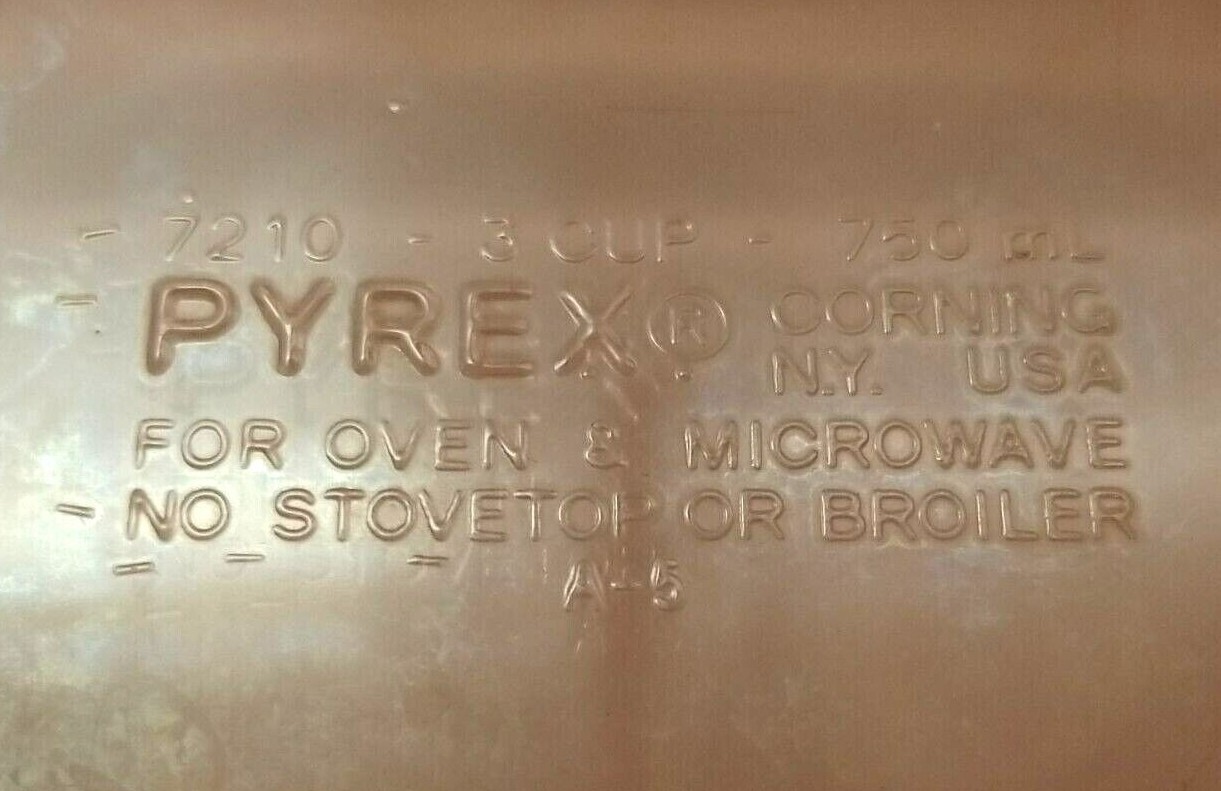 - 7210 - 3 CUP - 750 mL
PYREX® CORNING
N.Y. USA
FOR OVEN & MICROWAVE
NO STOVETOP OR BROILER
A-5